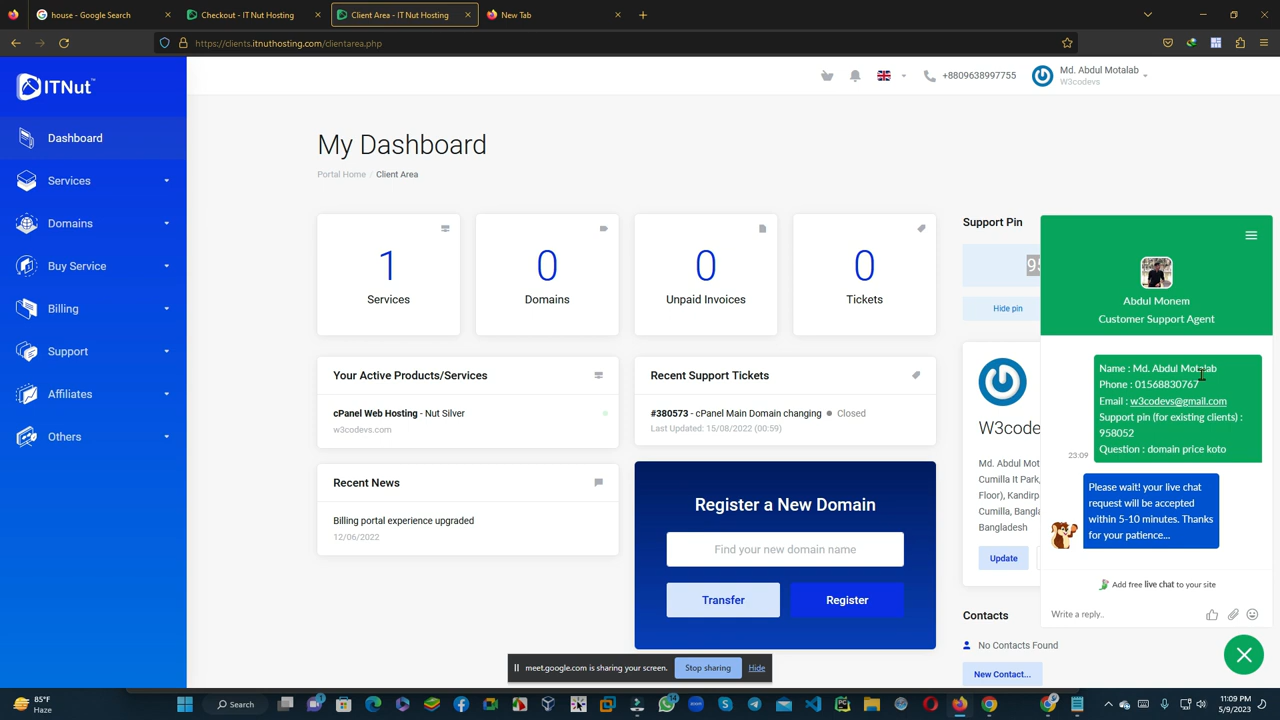 house - Google Search
Checkout - IT Nut Hosting
Client Area - IT Nut Hosting
New Tab
https://clients.itnuthosting.com/clientarea.php
ITNut
+8809638997755
Md. Abdul Motalab
W3codevs
Dashboard
Services
Domains
Buy Service
Billing
Support
Affiliates
Others
My Dashboard
Portal Home / Client Area
1
Services
0
Domains
0
Unpaid Invoices
0
Tickets
Support Pin
Hide pin
Your Active Products/Services
cPanel Web Hosting - Nut Silver
w3codevs.com
Recent Support Tickets
#380573 - cPanel Main Domain changing Closed
Last Updated: 15/08/2022 (00:59)
Recent News
Billing portal experience upgraded
12/06/2022
Register a New Domain
Find your new domain name
Transfer
Register
W3code
Md. Abdul Mot
Cumilla It Park,
Floor), Kandirp
Cumilla, Bangla
Bangladesh
Update
Contacts
No Contacts Found
New Contact...
Abdul Monem
Customer Support Agent
Name : Md. Abdul Motalab
Phone : 01568830767
Email : w3codevs@gmail.com
Support pin (for existing clients) :
958052
Question : domain price koto
23:09
Please wait! your live chat
request will be accepted
within 5-10 minutes. Thanks
for your patience...
Add free live chat to your site
Write a reply..
meet.google.com is sharing your screen.
Stop sharing
Hide
85°F
Haze
Search
11:09 PM
5/9/2023